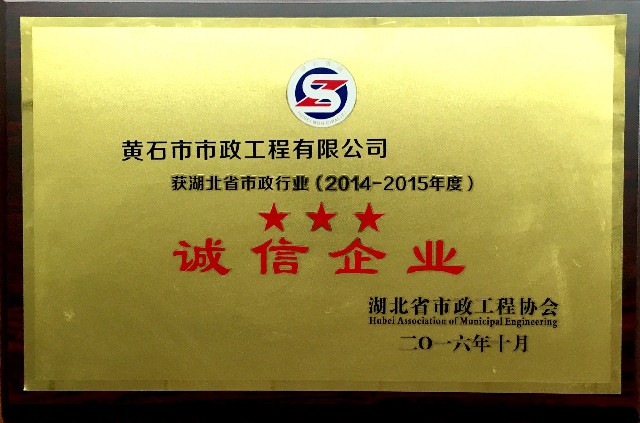 黄石市市政工程有限公司
获湖北省市政行业（2014-2015年度）
★★★
诚信企业
湖北省市政工程协会
Hubei Association of Municipal Engineering
二〇一六年十月